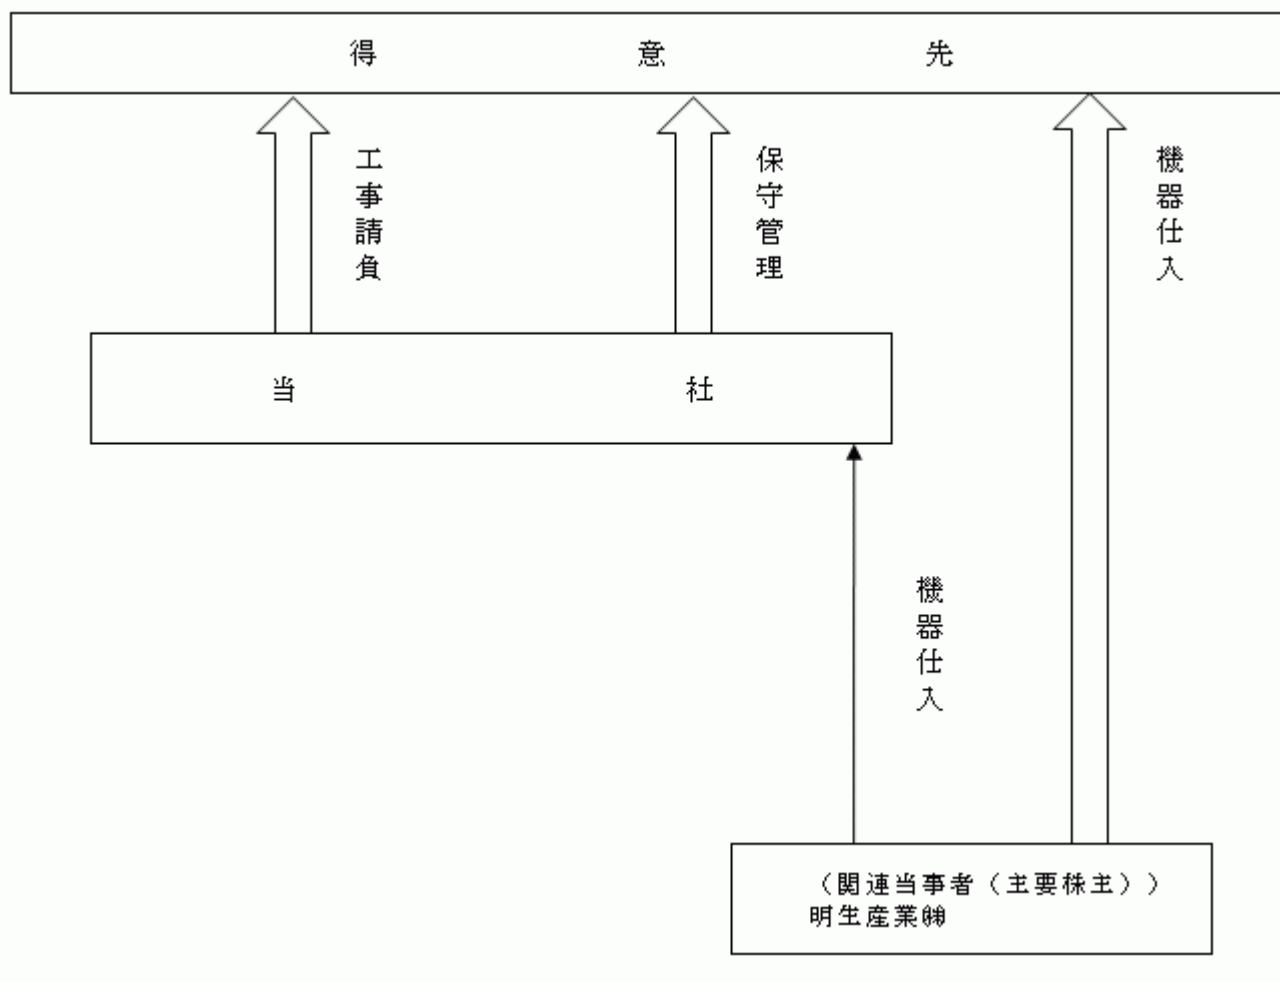 得意先
工事請負
保守管理
機器仕入
当社
機器仕入
（関連当事者（主要株主））
明生産業㈱